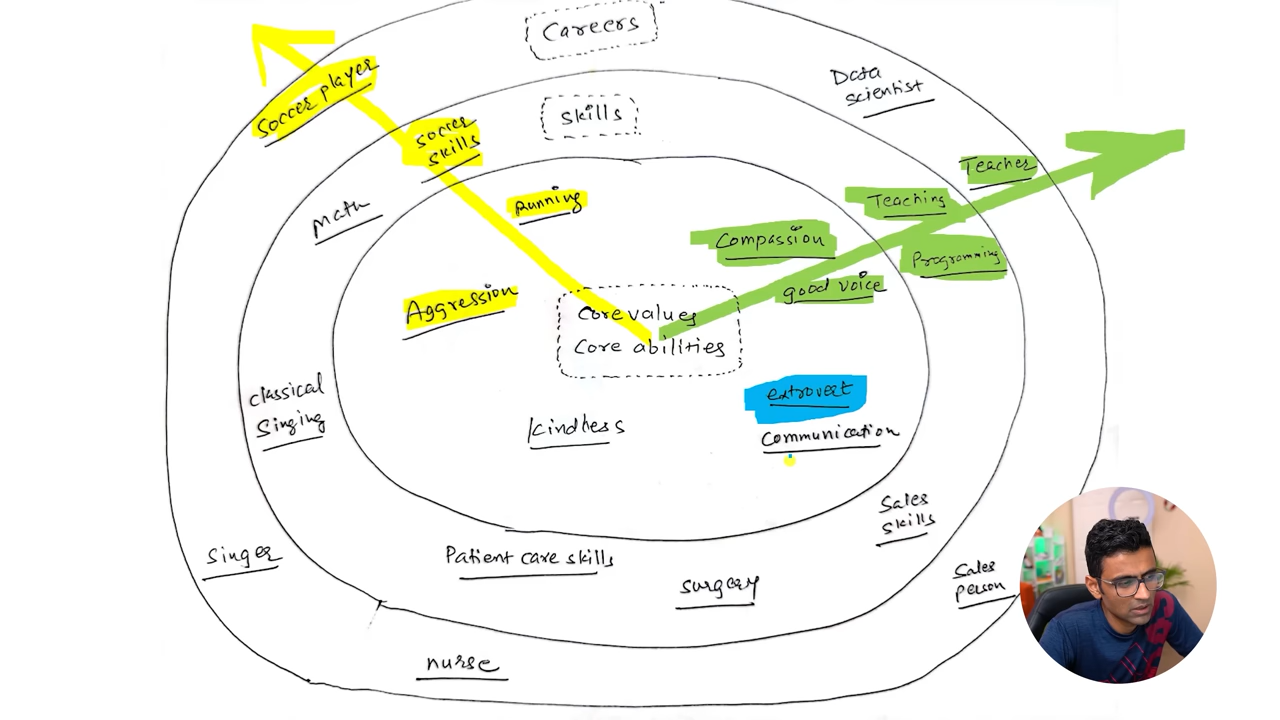 Careers
Data
scientist
soccer player
skills
soccer
skills
Teacher
Running
Teaching
Math
Compassion
Programming
good voice
Aggression
Core values
Core abilities
extrovert
classical
Singing
kindness
Communication
Sales
skills
Singer
Patient care skills
surgery
Sales
person
nurse